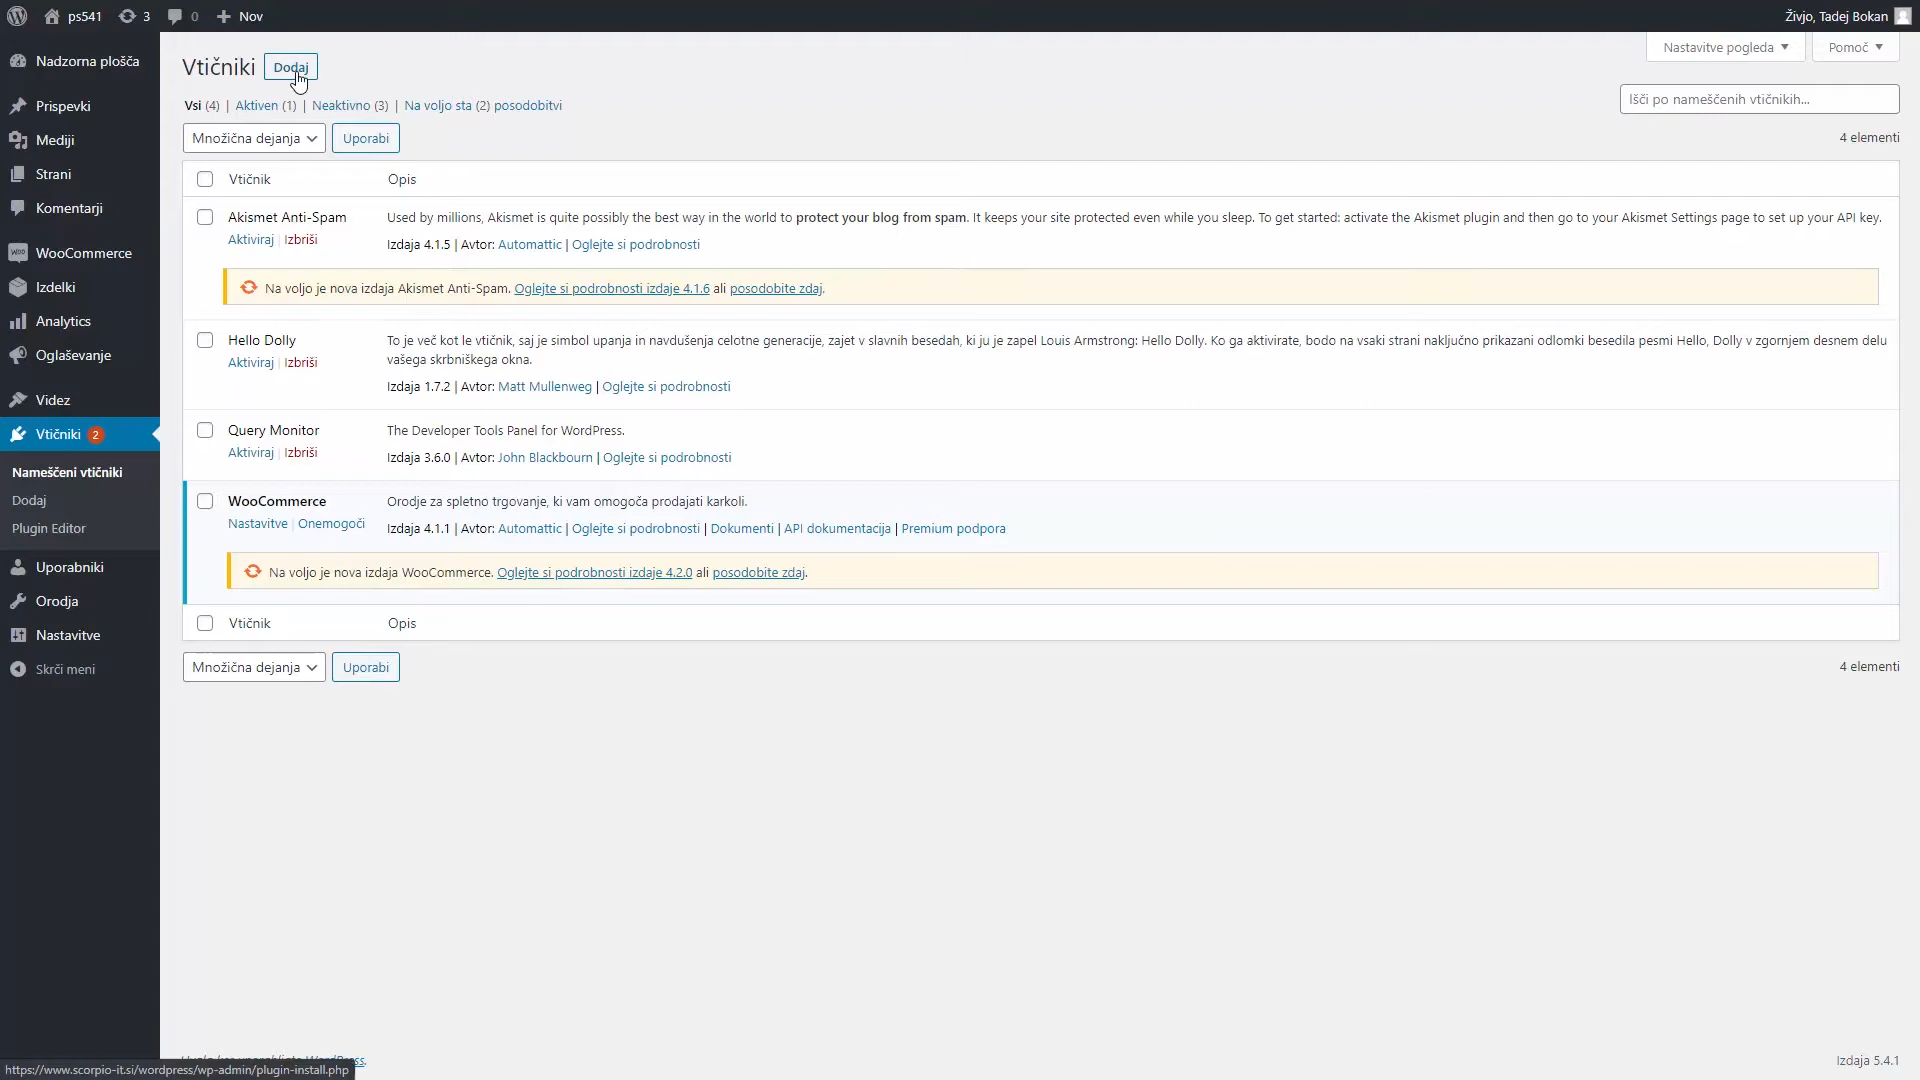 ps541 3 0 Nov
Živjo, Tadej Bokan
Nadzorna plošča
Prispevki
Mediji
Strani
Komentarji
WooCommerce
Izdelki
Analytics
Oglaševanje
Videz
Vtičniki 2
Nameščeni vtičniki
Dodaj
Plugin Editor
Uporabniki
Orodja
Nastavitve
Skrči meni
Nastavitve pogleda
Pomoč
Vtičniki Dodaj
Vsi (4) | Aktiven (1) | Neaktivno (3) | Na voljo sta (2) posodobitvi
Išči po nameščenih vtičnikih...
Množična dejanja Uporabi
4 elementi
Vtičnik Opis
Akismet Anti-Spam
Aktiviraj | Izbriši
Used by millions, Akismet is quite possibly the best way in the world to protect your blog from spam. It keeps your site protected even while you sleep. To get started: activate the Akismet plugin and then go to your Akismet Settings page to set up your API key.
Izdaja 4.1.5 | Avtor: Automattic | Oglejte si podrobnosti
Na voljo je nova izdaja Akismet Anti-Spam. Oglejte si podrobnosti izdaje 4.1.6 ali posodobite zdaj.
Hello Dolly
Aktiviraj | Izbriši
To je več kot le vtičnik, saj je simbol upanja in navdušenja celotne generacije, zajet v slavnih besedah, ki ju je zapel Louis Armstrong: Hello Dolly. Ko ga aktivirate, bodo na vsaki strani naključno prikazani odlomki besedila pesmi Hello, Dolly v zgornjem desnem delu
vašega skrbniškega okna.
Izdaja 1.7.2 | Avtor: Matt Mullenweg | Oglejte si podrobnosti
Query Monitor
Aktiviraj | Izbriši
The Developer Tools Panel for WordPress.
Izdaja 3.6.0 | Avtor: John Blackbourn | Oglejte si podrobnosti
WooCommerce
Nastavitve | Onemogoči
Orodje za spletno trgovanje, ki vam omogoča prodajati karkoli.
Izdaja 4.1.1 | Avtor: Automattic | Oglejte si podrobnosti | Dokumenti | API dokumentacija | Premium podpora
Na voljo je nova izdaja WooCommerce. Oglejte si podrobnosti izdaje 4.2.0 ali posodobite zdaj.
Vtičnik Opis
Množična dejanja Uporabi
4 elementi
Izdaja 5.4.1
https://www.scorpio-it.si/wordpress/wp-admin/plugin-install.php